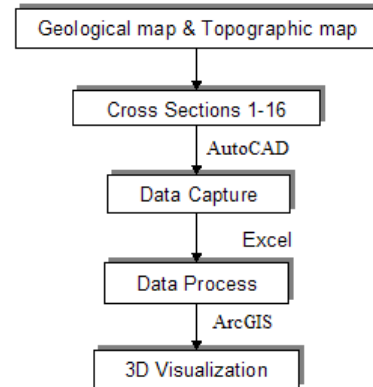 Geological map & Topographic map
Cross Sections 1-16
AutoCAD
Data Capture
Excel
Data Process
ArcGIS
3D Visualization